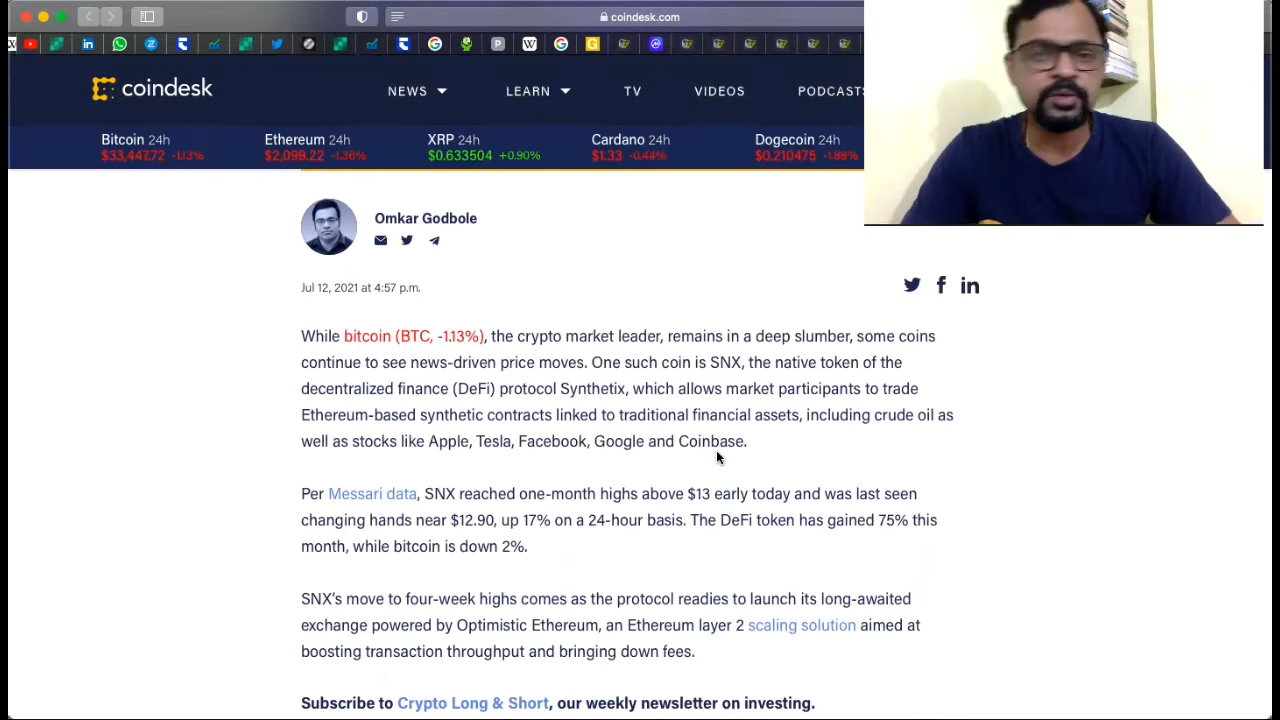 coindesk.com
coindesk
NEWS LEARN TV VIDEOS PODCASTS
Bitcoin 24h Ethereum 24h XRP 24h Cardano 24h Dogecoin 24h
$33,447.72 -1.13% $2,099.22 -1.36% $0.633504 +0.90% $1.33 -0.44% $0.210475 -1.88%
Omkar Godbole
Jul 12, 2021 at 4:57 p.m.
While bitcoin (BTC, -1.13%), the crypto market leader, remains in a deep slumber, some coins
continue to see news-driven price moves. One such coin is SNX, the native token of the
decentralized finance (DeFi) protocol Synthetix, which allows market participants to trade
Ethereum-based synthetic contracts linked to traditional financial assets, including crude oil as
well as stocks like Apple, Tesla, Facebook, Google and Coinbase.
Per Messari data, SNX reached one-month highs above $13 early today and was last seen
changing hands near $12.90, up 17% on a 24-hour basis. The DeFi token has gained 75% this
month, while bitcoin is down 2%.
SNX's move to four-week highs comes as the protocol readies to launch its long-awaited
exchange powered by Optimistic Ethereum, an Ethereum layer 2 scaling solution aimed at
boosting transaction throughput and bringing down fees.
Subscribe to Crypto Long & Short, our weekly newsletter on investing.